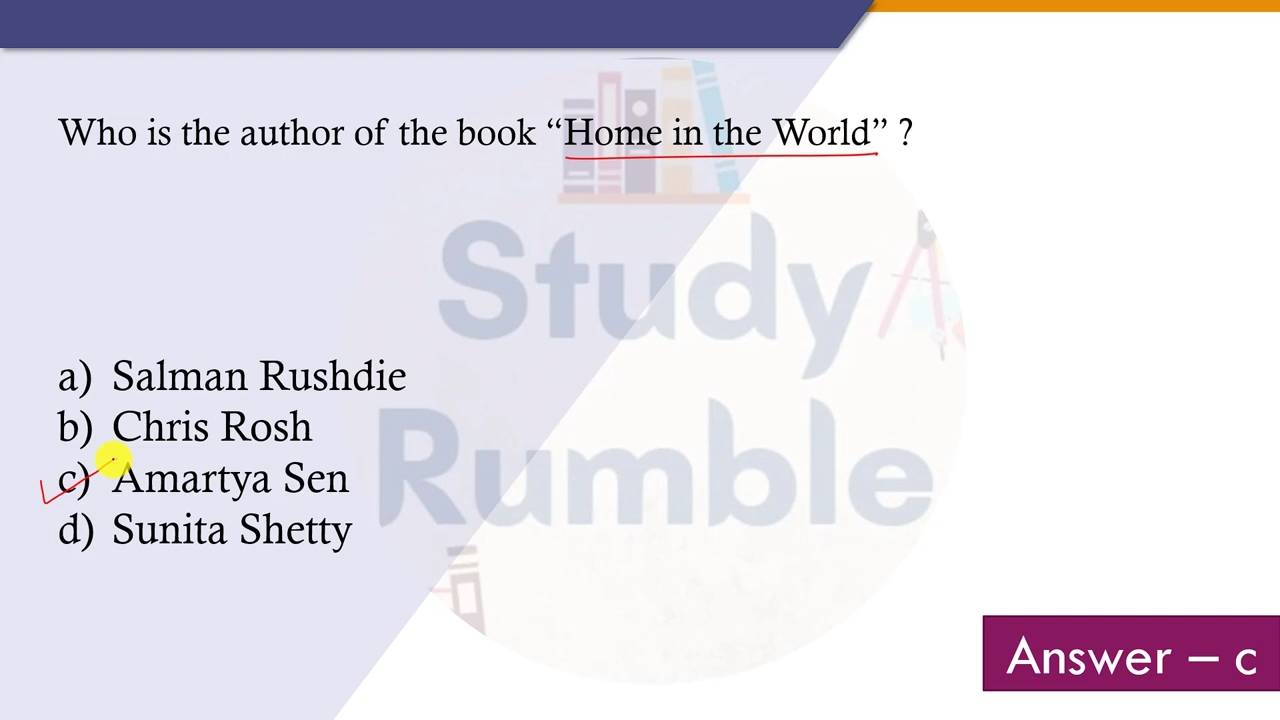 Who is the author of the book “Home in the World” ?
Study
Rumble
a) Salman Rushdie
b) Chris Rosh
c) Amartya Sen
d) Sunita Shetty
Answer – c